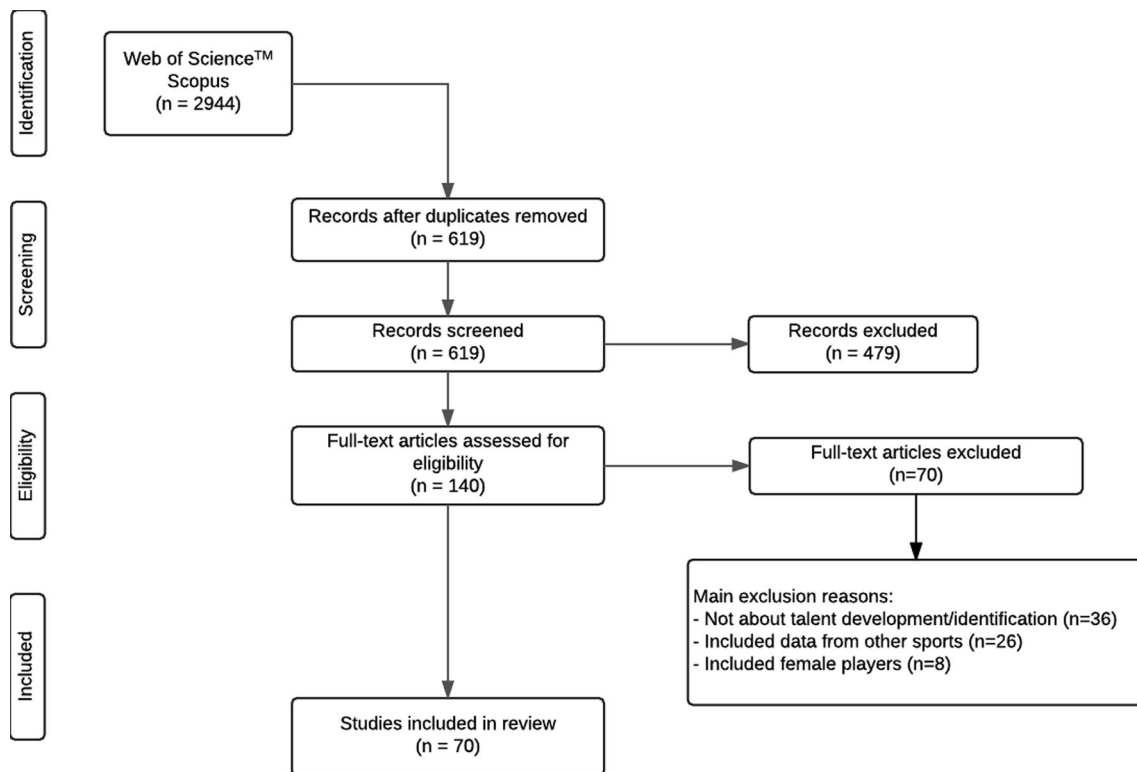 Identification
Web of Science™
Scopus
(n = 2944)
Screening
Records after duplicates removed
(n = 619)
Records screened
(n = 619)
Records excluded
(n = 479)
Eligibility
Full-text articles assessed for
eligibility
(n = 140)
Full-text articles excluded
(n=70)
Main exclusion reasons:
- Not about talent development/identification (n=36)
- Included data from other sports (n=26)
- Included female players (n=8)
Included
Studies included in review
(n = 70)